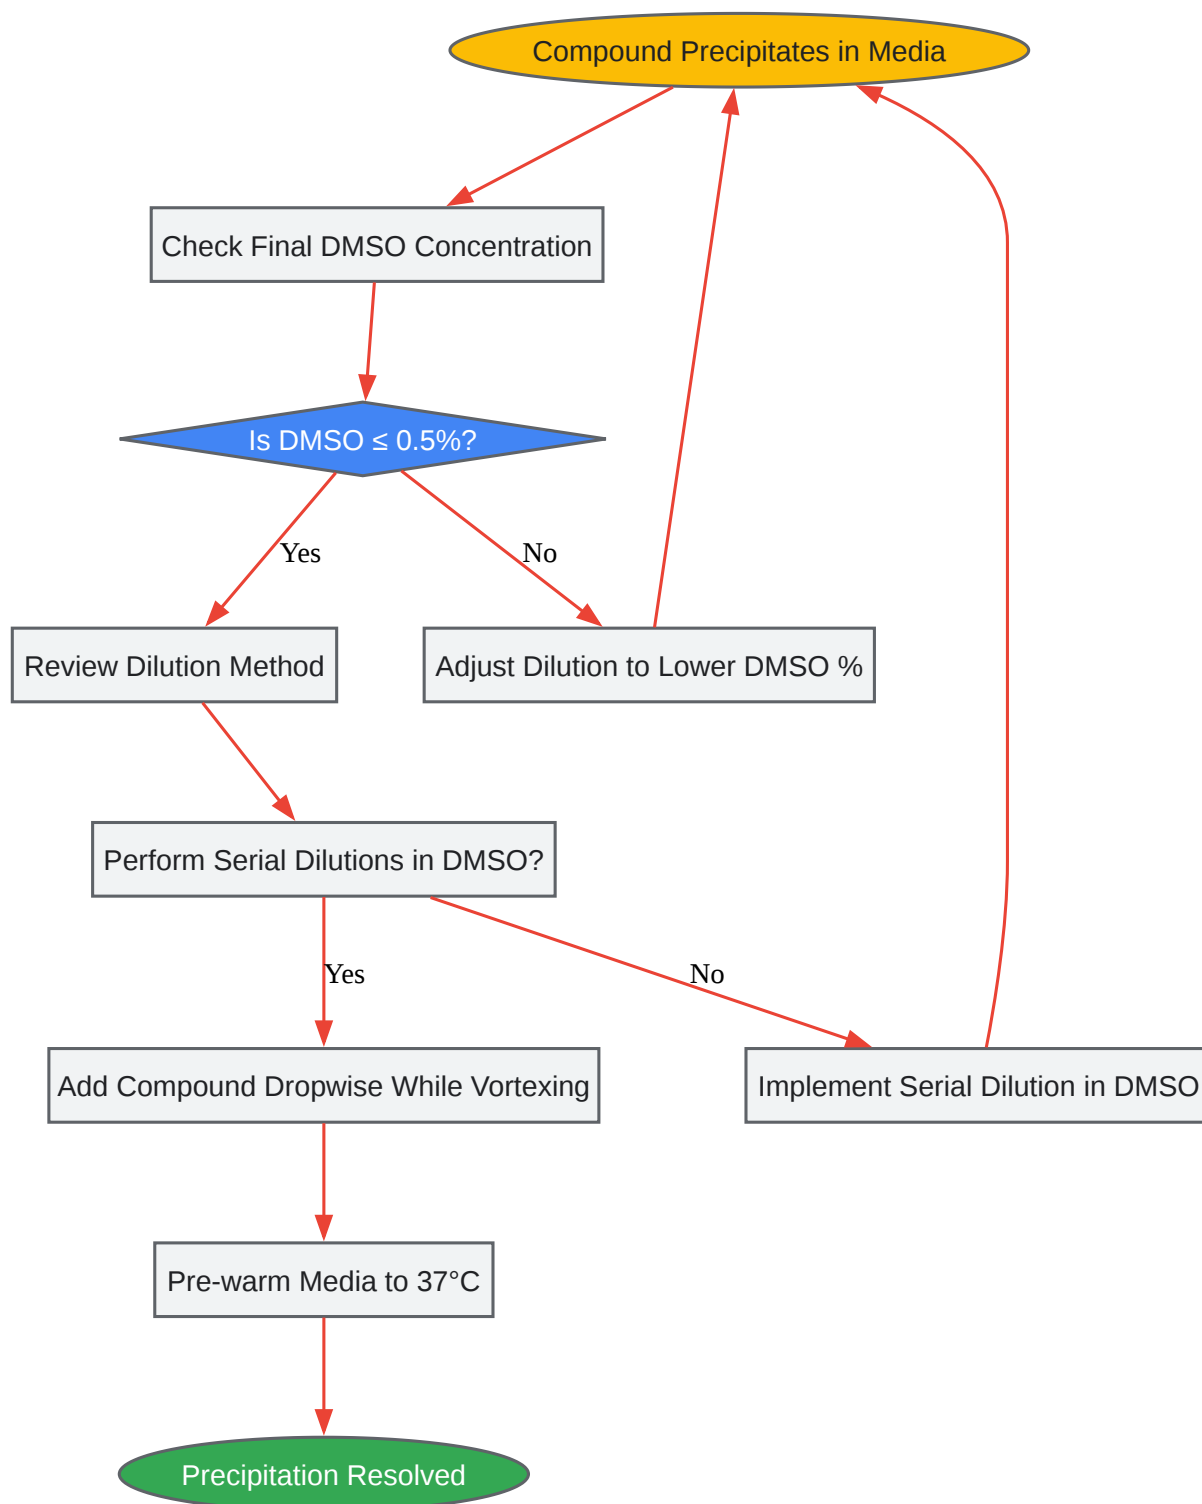 Compound Precipitates in Media
Check Final DMSO Concentration
Is DMSO ≤ 0.5%?
Yes
No
Review Dilution Method
Adjust Dilution to Lower DMSO %
Perform Serial Dilutions in DMSO?
Yes
No
Add Compound Dropwise While Vortexing
Implement Serial Dilution in DMSO
Pre-warm Media to 37°C
Precipitation Resolved